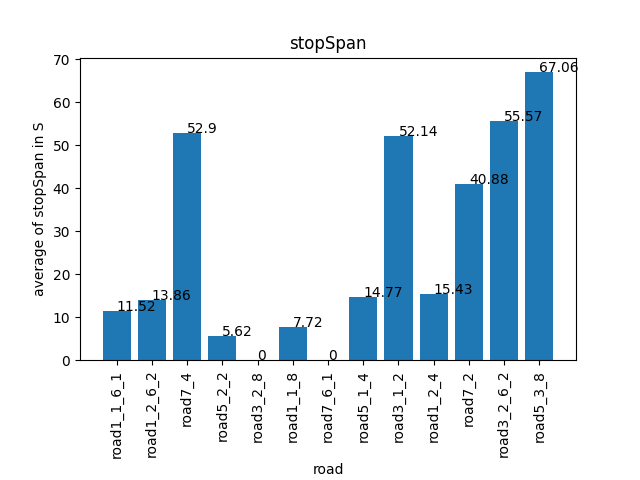 stopSpan
average of stopSpan in S
70
60
50
40
30
20
10
0
11.52
13.86
52.9
5.62
0
7.72
0
14.77
52.14
15.43
40.88
55.57
67.06
road1_1_6_1
road1_2_6_2
road7_4
road5_2_2
road3_2_8
road1_1_8
road7_6_1
road5_1_4
road3_1_2
road1_2_4
road7_2
road3_2_6_2
road5_3_8
road